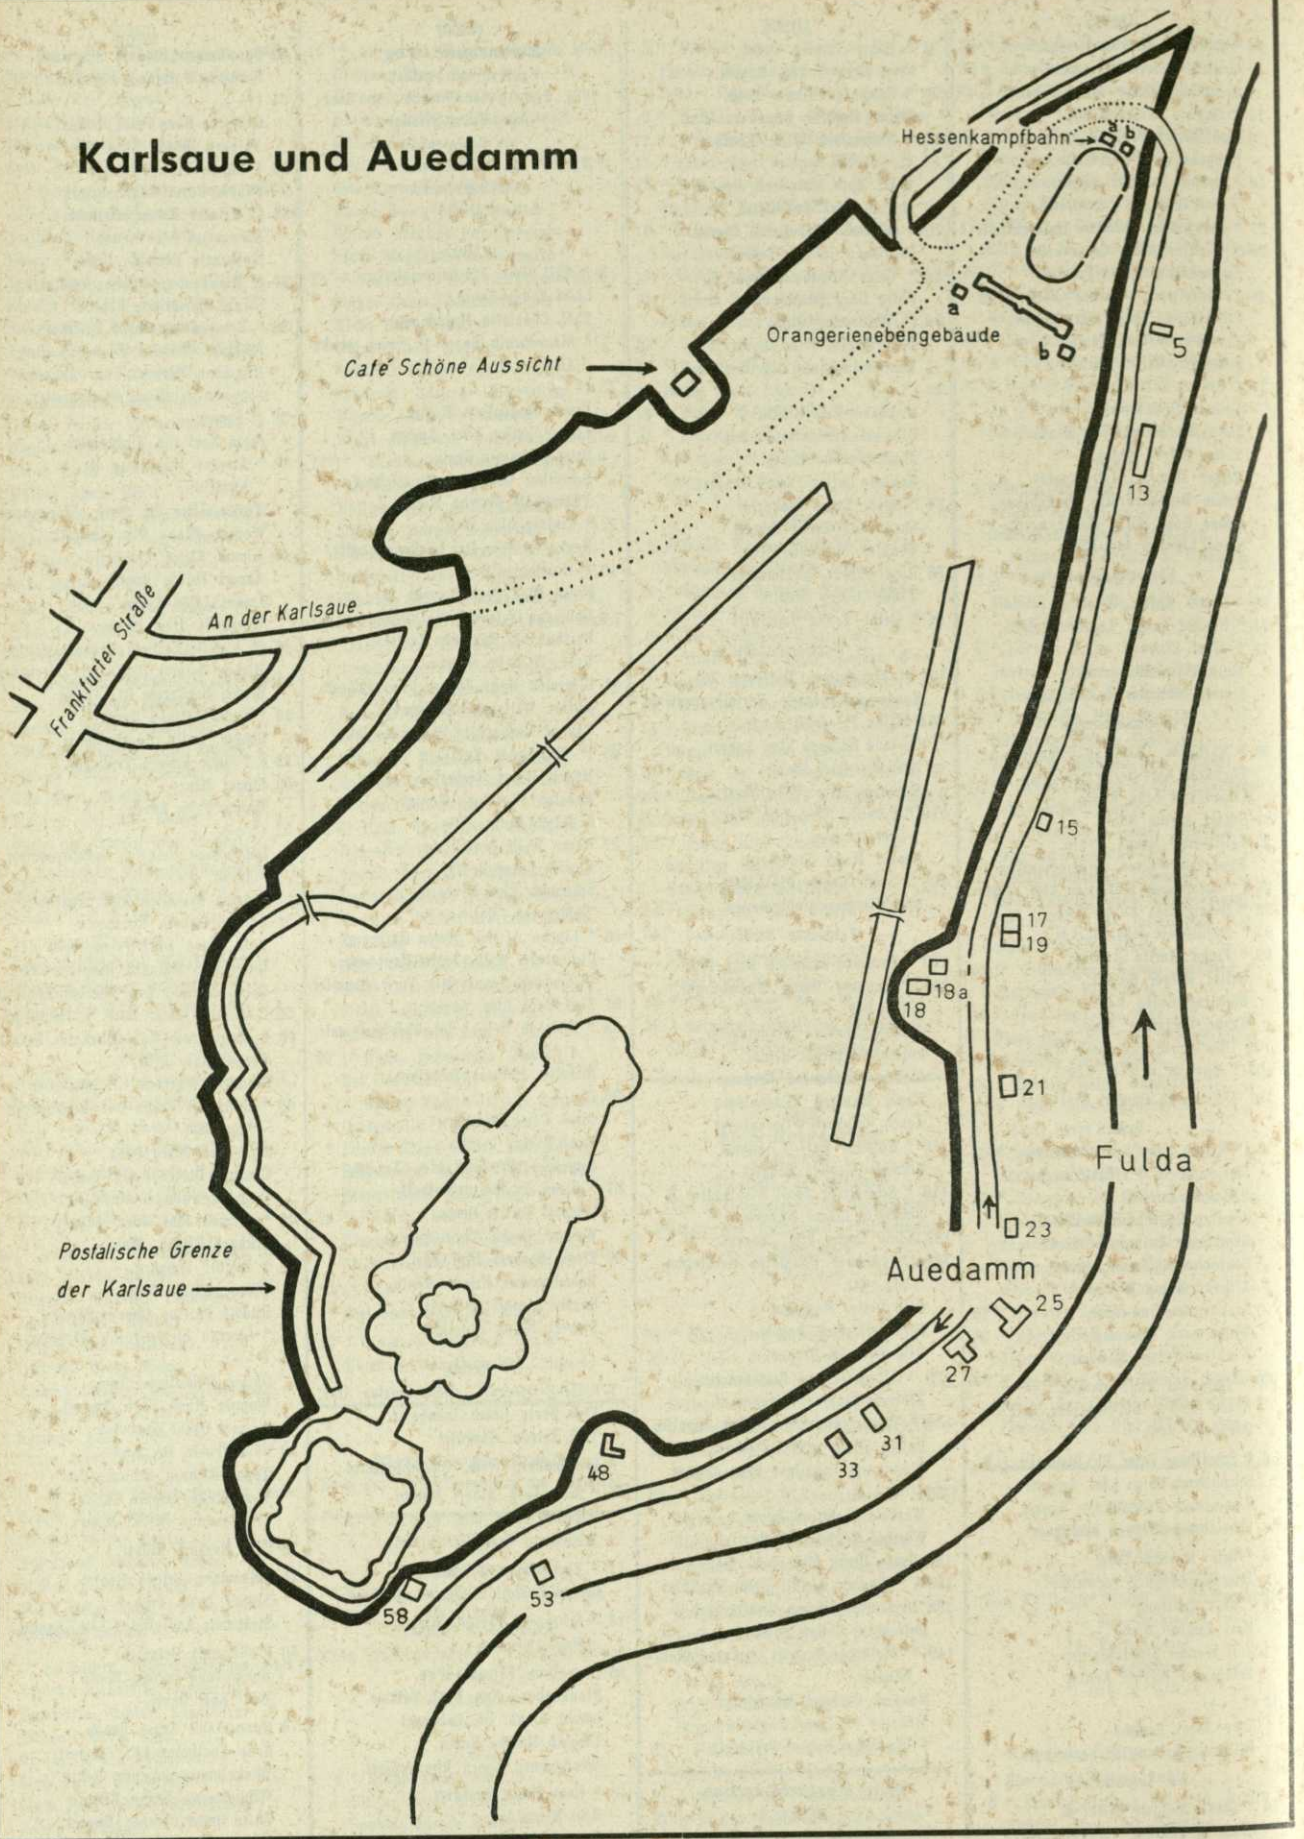 Karlsaue und Auedamm
Hessenkampfbahn
a
b
a
Orangerienebengebäude
b
5
Café Schöne Aussicht
13
An der Karlsaue
Frankfurter Straße
15
17
19
18a
18
21
Fulda
23
Postalische Grenze
der Karlsaue
Auedamm
25
27
31
33
48
53
58